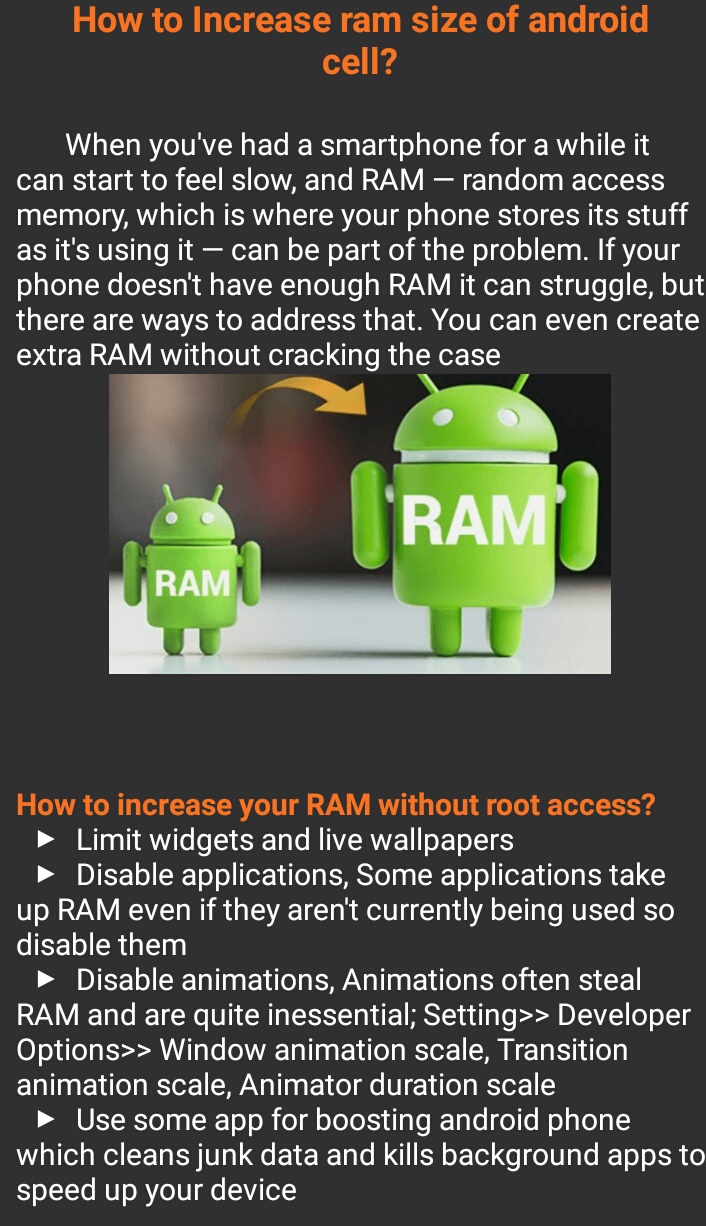 How to Increase ram size of android
cell?
When you've had a smartphone for a while it
can start to feel slow, and RAM — random access
memory, which is where your phone stores its stuff
as it's using it — can be part of the problem. If your
phone doesn't have enough RAM it can struggle, but
there are ways to address that. You can even create
extra RAM without cracking the case
RAM
RAM
How to increase your RAM without root access?
► Limit widgets and live wallpapers
► Disable applications, Some applications take
up RAM even if they aren't currently being used so
disable them
► Disable animations, Animations often steal
RAM and are quite inessential; Setting>> Developer
Options>> Window animation scale, Transition
animation scale, Animator duration scale
► Use some app for boosting android phone
which cleans junk data and kills background apps to
speed up your device